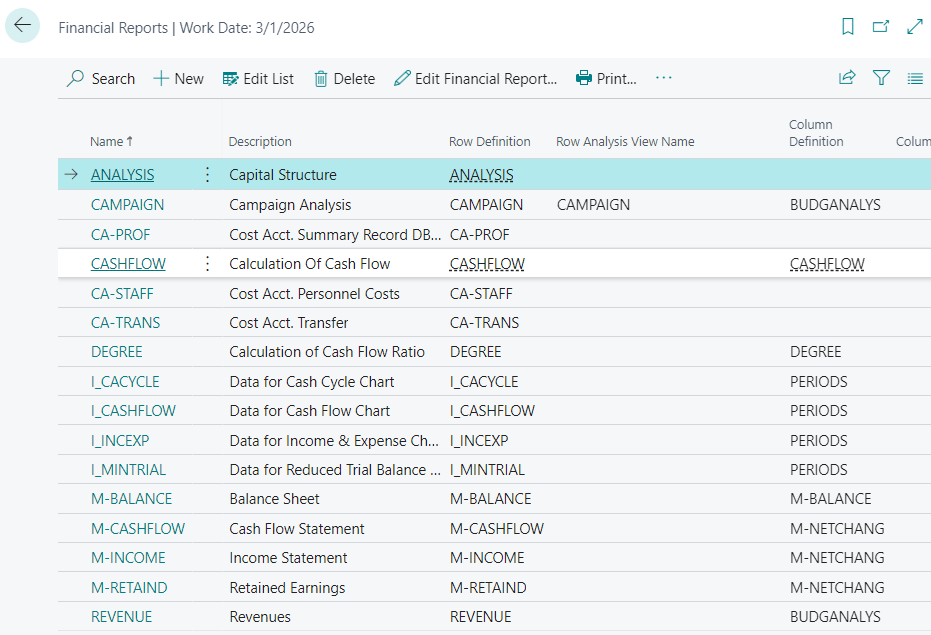 Financial Reports | Work Date: 3/1/2026
Search New Edit List Delete Edit Financial Report... Print... ...
Name ↑ Description Row Definition Row Analysis View Name Column Definition Colum
ANALYSIS Capital Structure ANALYSIS
CAMPAIGN Campaign Analysis CAMPAIGN CAMPAIGN BUDGANALYS
CA-PROF Cost Acct. Summary Record DB... CA-PROF
CASHFLOW Calculation Of Cash Flow CASHFLOW CASHFLOW
CA-STAFF Cost Acct. Personnel Costs CA-STAFF
CA-TRANS Cost Acct. Transfer CA-TRANS
DEGREE Calculation of Cash Flow Ratio DEGREE DEGREE
I_CACYCLE Data for Cash Cycle Chart I_CACYCLE PERIODS
I_CASHFLOW Data for Cash Flow Chart I_CASHFLOW PERIODS
I_INCEXP Data for Income & Expense Ch... I_INCEXP PERIODS
I_MINTRIAL Data for Reduced Trial Balance ... I_MINTRIAL PERIODS
M-BALANCE Balance Sheet M-BALANCE M-BALANCE
M-CASHFLOW Cash Flow Statement M-CASHFLOW M-NETCHANG
M-INCOME Income Statement M-INCOME M-NETCHANG
M-RETAIND Retained Earnings M-RETAIND M-NETCHANG
REVENUE Revenues REVENUE BUDGANALYS